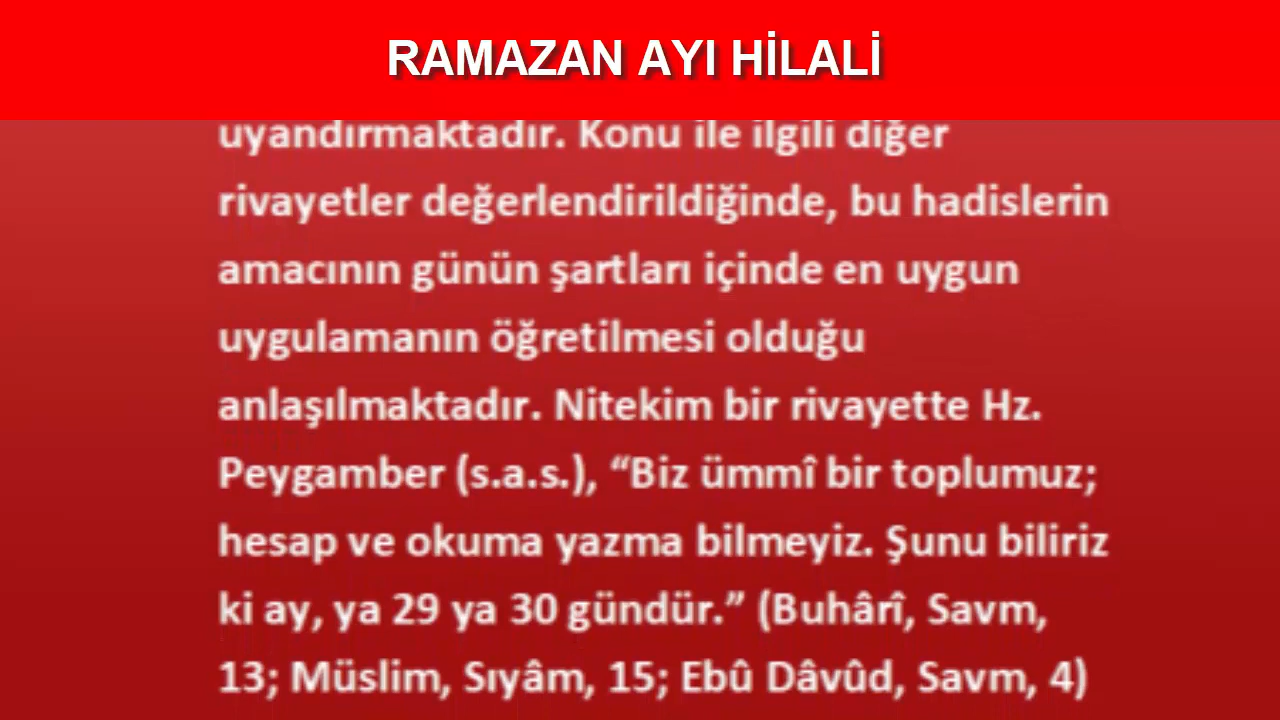 RAMAZAN AYI HİLALİ
uyandırmaktadır. Konu ile ilgili diğer
rivayetler değerlendirildiğinde, bu hadislerin
amacının günün şartları içinde en uygun
uygulamanın öğretilmesi olduğu
anlaşılmaktadır. Nitekim bir rivayette Hz.
Peygamber (s.a.s.), “Biz ümmî bir toplumuz;
hesap ve okuma yazma bilmeyiz. Şunu biliriz
ki ay, ya 29 ya 30 gündür.” (Buhârî, Savm,
13; Müslim, Sıyâm, 15; Ebû Dâvûd, Savm, 4)